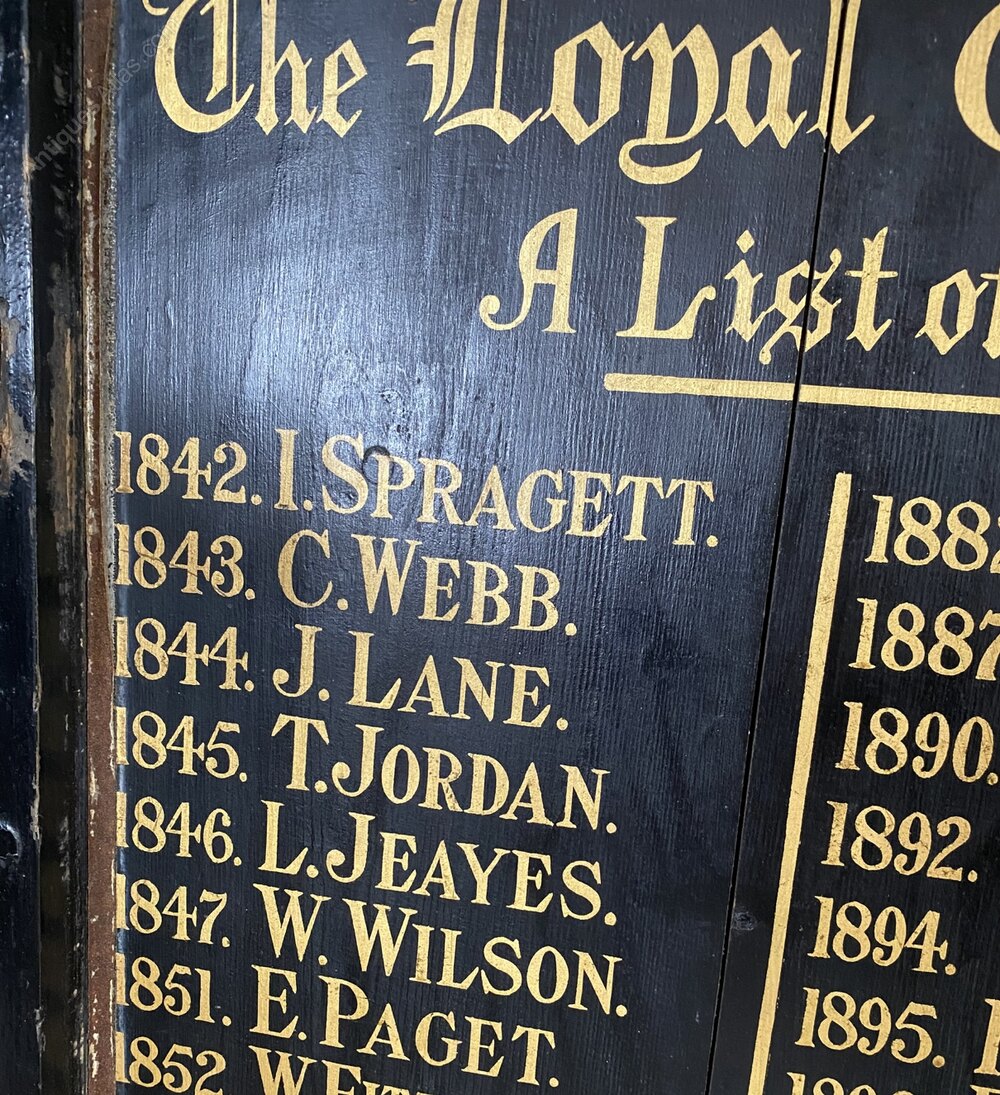 The Loyal
A List
1842. I. SPRAGETT.
1843. C. WEBB.
1844. J. LANE.
1845. T. JORDAN.
1846. L. JEAYES.
1847. W. WILSON.
1851. E. PAGET.
1852
1887
1890.
1892.
1894.
1895.